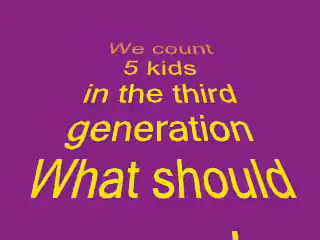 We count
5 kids
in the third
generation
What should